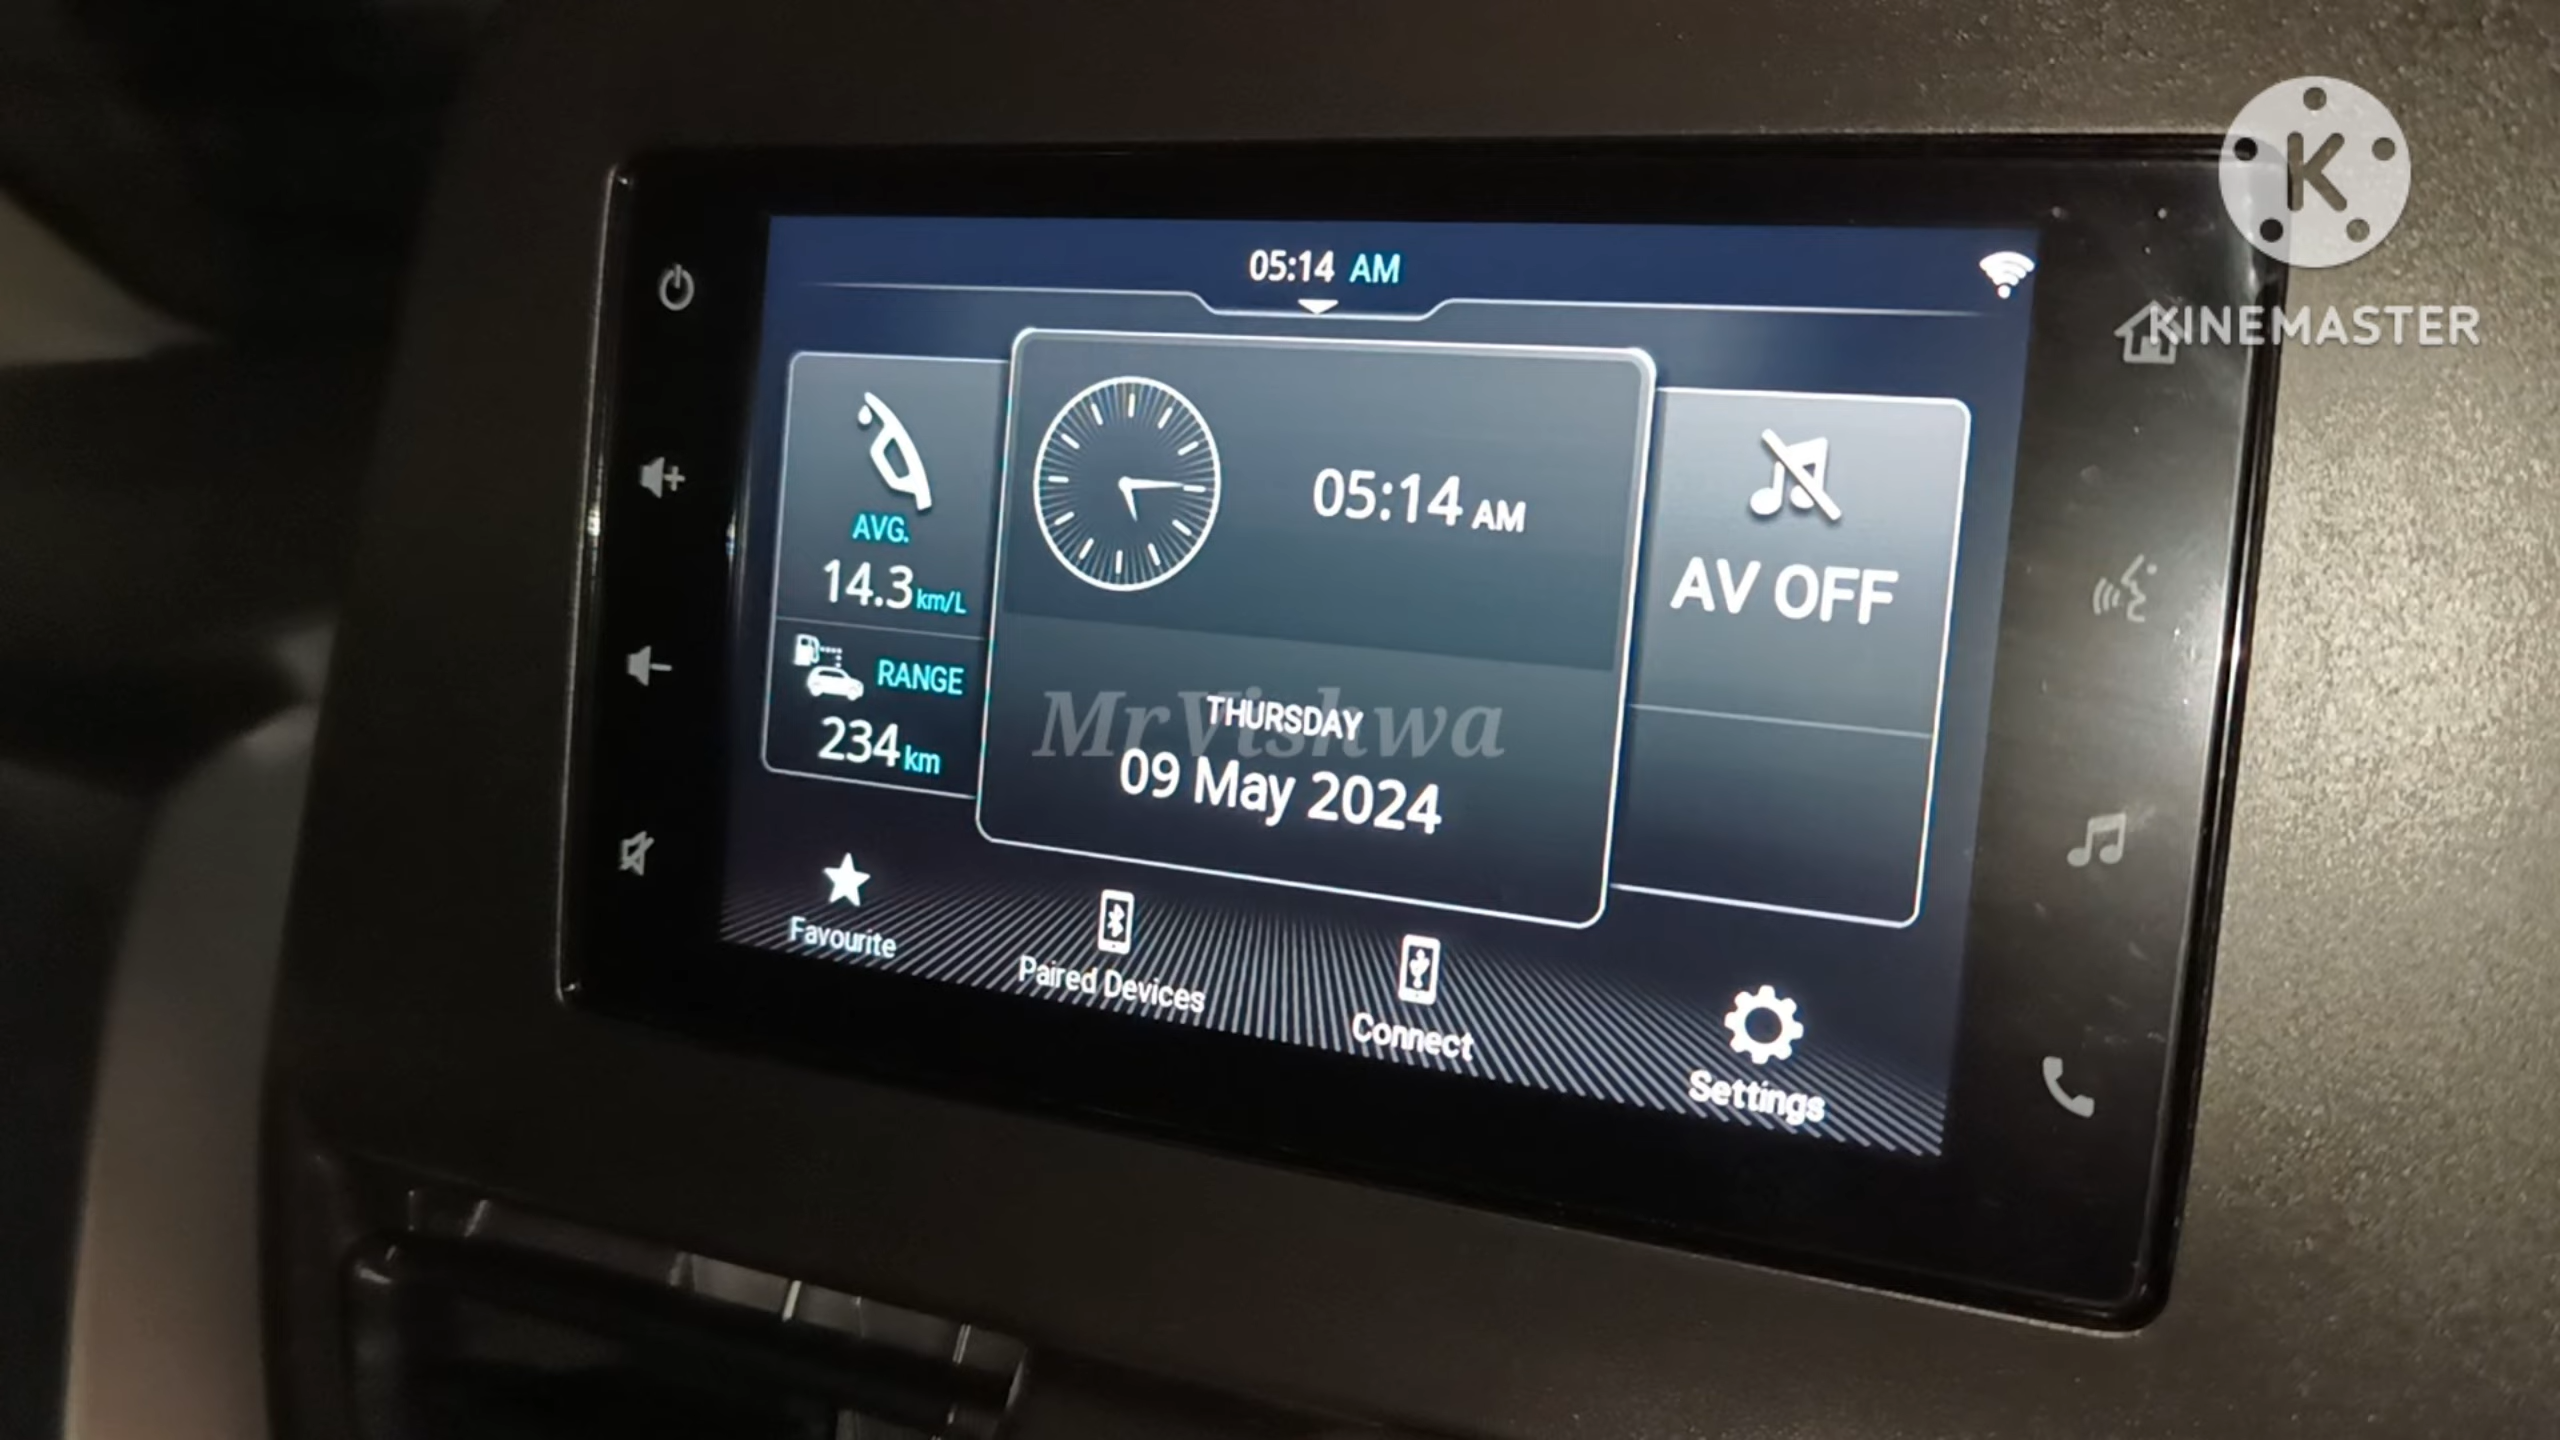 K
KINEMASTER
05:14 AM
AVG.
14.3 km/L
RANGE
234 km
05:14 AM
THURSDAY
09 May 2024
MrVishwa
AV OFF
Favourite
Paired Devices
Connect
Settings